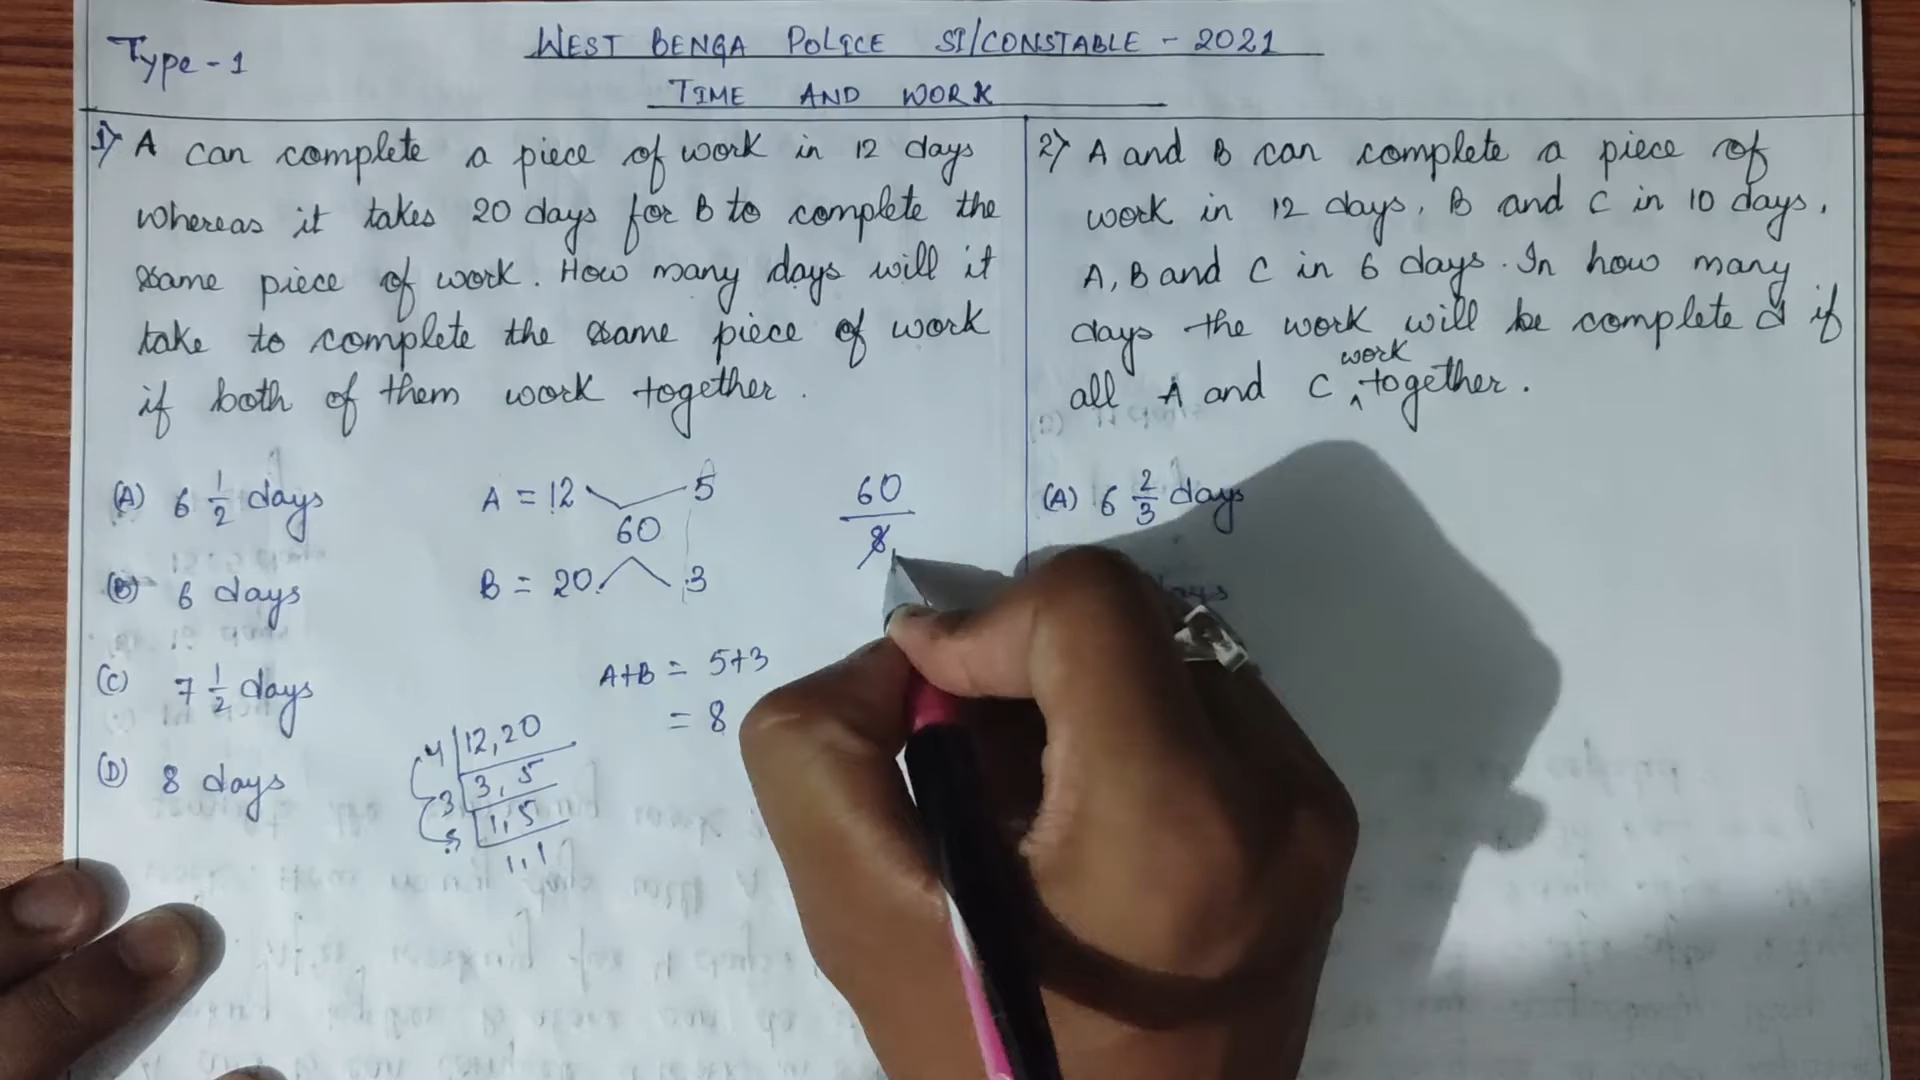 Type - 1
WEST BENGA POLICE SI/CONSTABLE - 2021
TIME AND WORK
1) A can complete a piece of work in 12 days
whereas it takes 20 days for B to complete the
same piece of work. How many days will it
take to complete the same piece of work
if both of them work together.
(A) 6 1/2 days
(B) 6 days
(C) 7 1/2 days
(D) 8 days
A = 12 5
60
B = 20 3
A+B = 5+3
= 8
4 12, 20
3 3, 5
5 1, 5
1, 1
60
8
2) A and B can complete a piece of
work in 12 days, B and C in 10 days,
A, B and C in 6 days. In how many
days the work will be complete d if
work
all A and C ^ together.
(A) 6 2/3 days